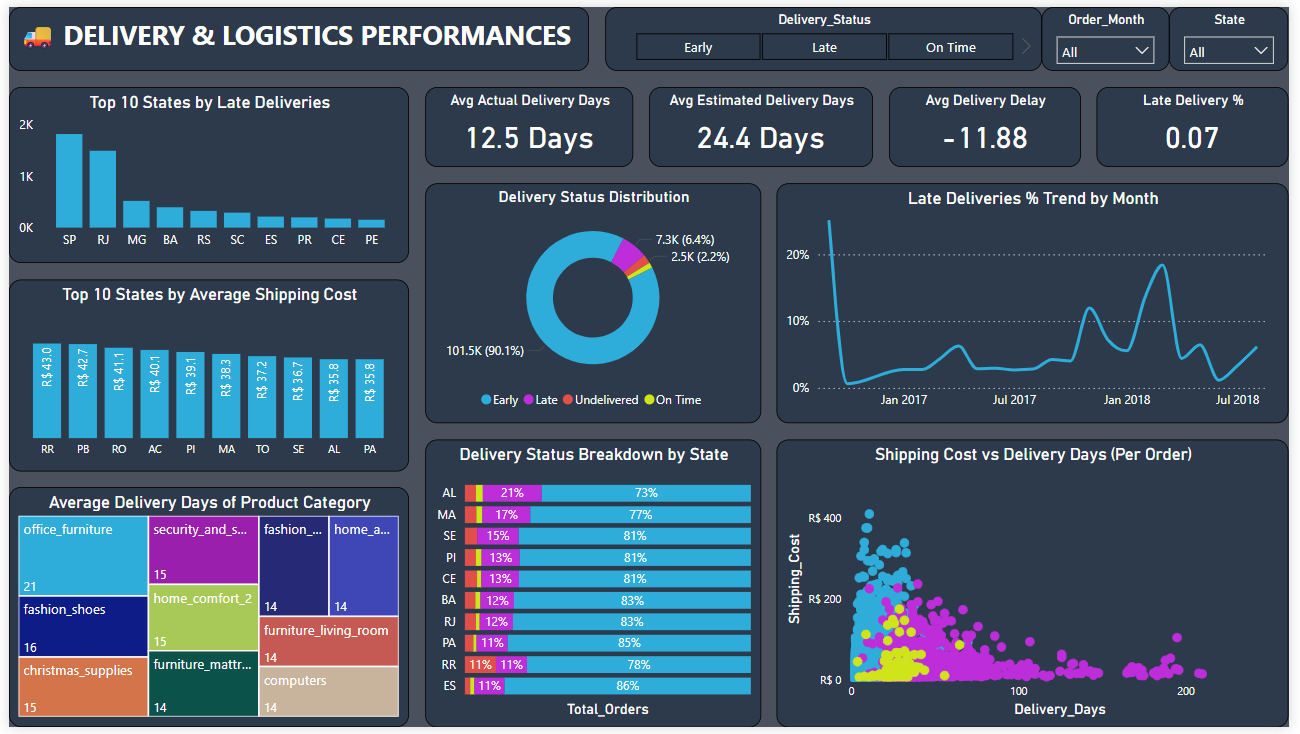 DELIVERY & LOGISTICS PERFORMANCES
Delivery_Status
Early
Late
On Time
Order_Month
All
State
All
Top 10 States by Late Deliveries
2K
1K
0K
SP RJ MG BA RS SC ES PR CE PE
Avg Actual Delivery Days
12.5 Days
Avg Estimated Delivery Days
24.4 Days
Avg Delivery Delay
-11.88
Late Delivery %
0.07
Top 10 States by Average Shipping Cost
R$ 43.0 R$ 42.7 R$ 41.1 R$ 40.1 R$ 39.1 R$ 38.3 R$ 37.2 R$ 36.7 R$ 35.8 R$ 35.8
RR PB RO AC PI MA TO SE AL PA
Delivery Status Distribution
7.3K (6.4%)
2.5K (2.2%)
101.5K (90.1%)
Early Late Undelivered On Time
Late Deliveries % Trend by Month
20%
10%
0%
Jan 2017 Jul 2017 Jan 2018 Jul 2018
Average Delivery Days of Product Category
office_furniture
21
fashion_shoes
16
christmas_supplies
15
security_and_s...
15
home_comfort_2
15
furniture_mattr...
14
fashion_...
14
home_a...
14
furniture_living_room
14
computers
14
Delivery Status Breakdown by State
AL 21% 73%
MA 17% 77%
SE 15% 81%
PI 13% 81%
CE 13% 81%
BA 12% 83%
RJ 12% 83%
PA 11% 85%
RR 11% 11% 78%
ES 11% 86%
Total_Orders
Shipping Cost vs Delivery Days (Per Order)
Shipping_Cost
R$ 400
R$ 200
R$ 0
0 100 200
Delivery_Days